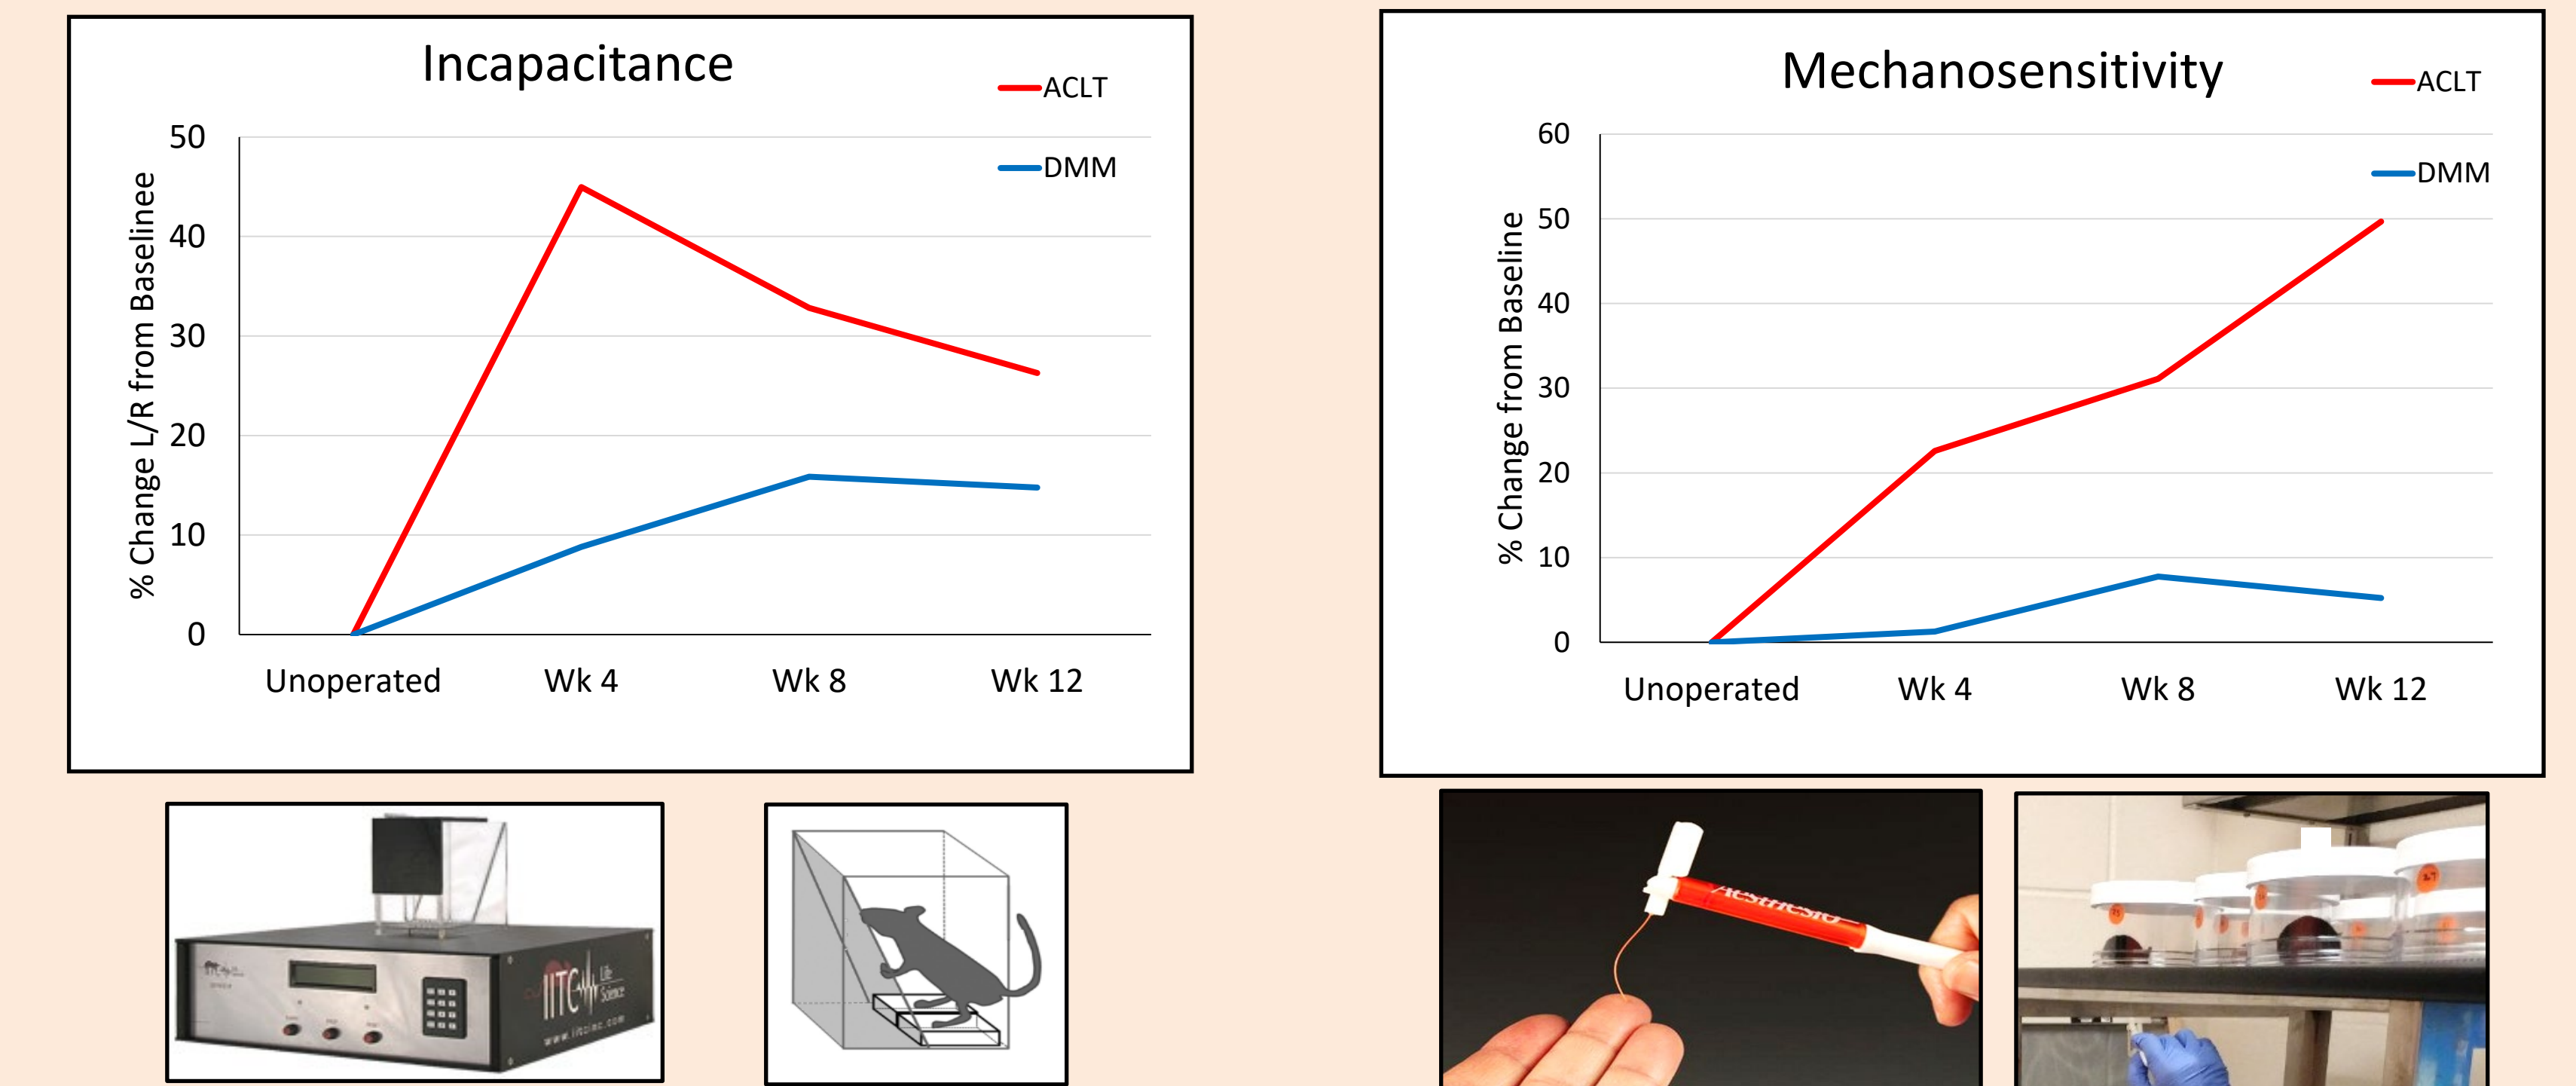 Incapacitance
ACLT
DMM
% Change L/R from Baselinee
50
40
30
20
10
0
Unoperated Wk 4 Wk 8 Wk 12
Mechanosensitivity
ACLT
DMM
% Change from Baseline
60
50
40
30
20
10
0
Unoperated Wk 4 Wk 8 Wk 12
IITC Life Science
www.iitcinc.com
Aesthesio